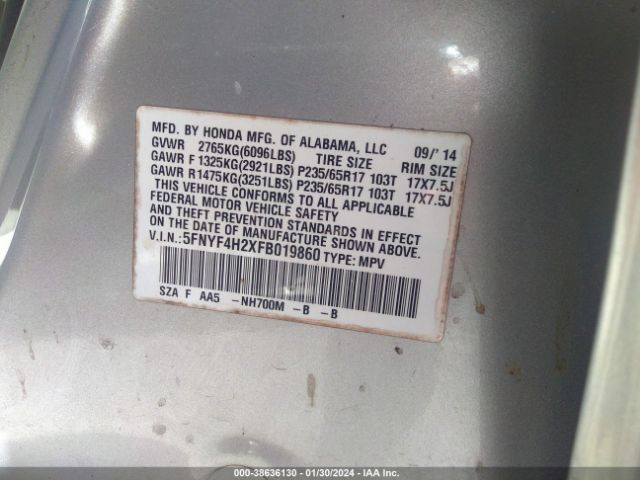 MFD. BY HONDA MFG. OF ALABAMA, LLC 09/' 14
GVWR 2765KG(6096LBS) TIRE SIZE RIM SIZE
GAWR F 1325KG(2921LBS) P235/65R17 103T 17X7.5J
GAWR R1475KG(3251LBS) P235/65R17 103T 17X7.5J
THIS VEHICLE CONFORMS TO ALL APPLICABLE
FEDERAL MOTOR VEHICLE SAFETY
AND THEFT PREVENTION STANDARDS IN EFFECT
ON THE DATE OF MANUFACTURE SHOWN ABOVE.
V.I.N.: 5FNYF4H2XFB019860 TYPE: MPV
SZA F AA5 -NH700M -B -B
000-38636130 - 01/30/2024 - IAA Inc.